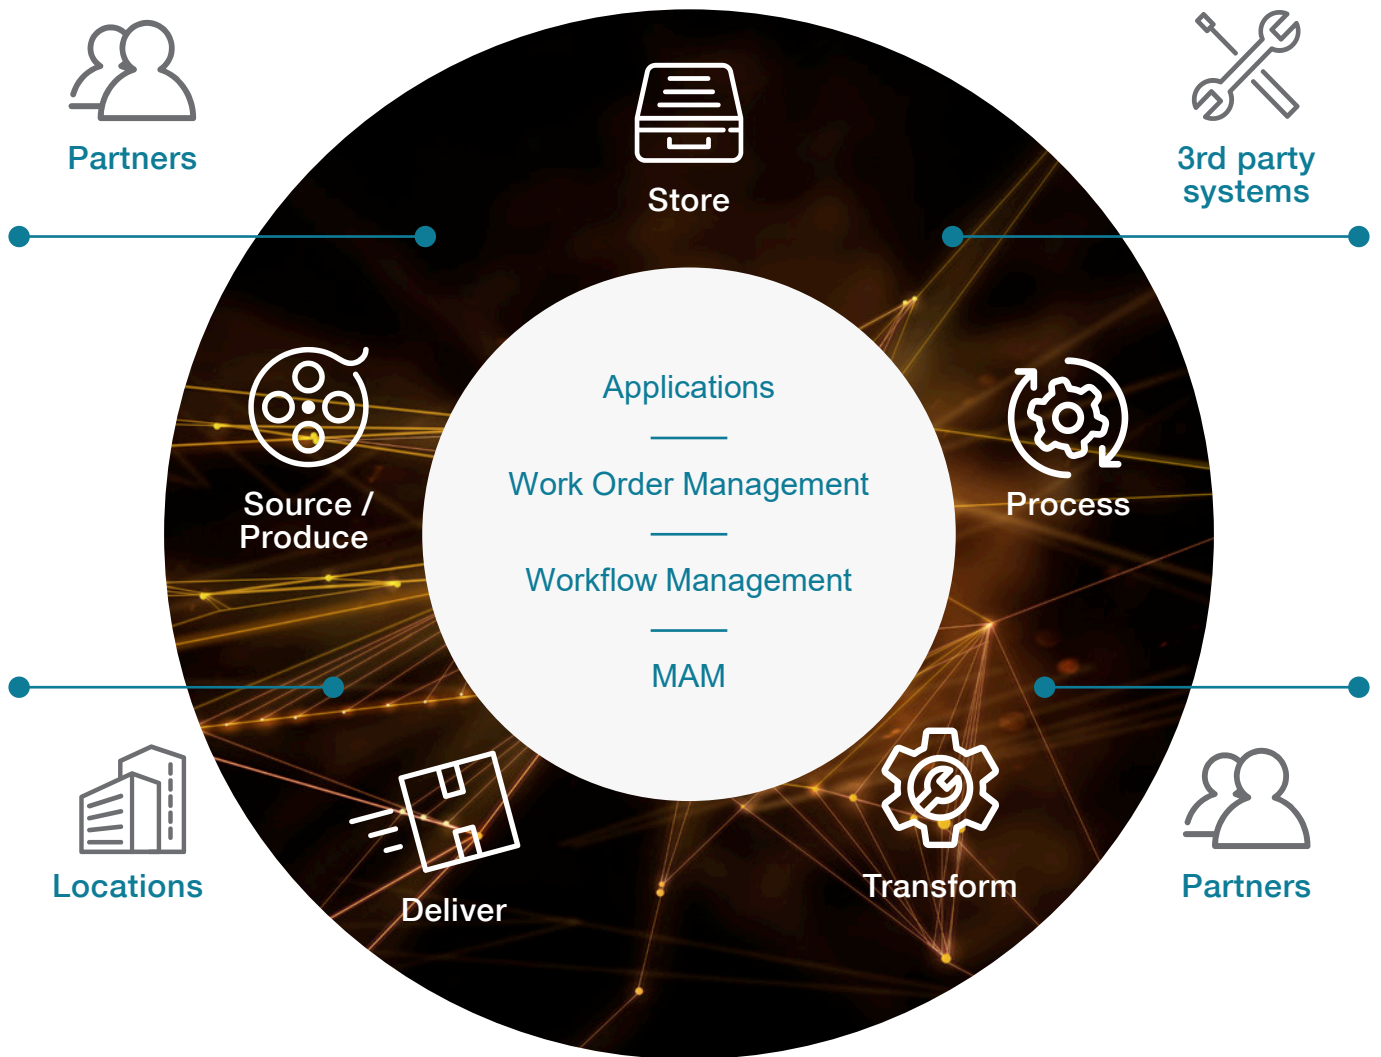 Partners
3rd party
systems
Store
Applications
Work Order Management
Workflow Management
MAM
Source /
Produce
Process
Locations
Deliver
Transform
Partners